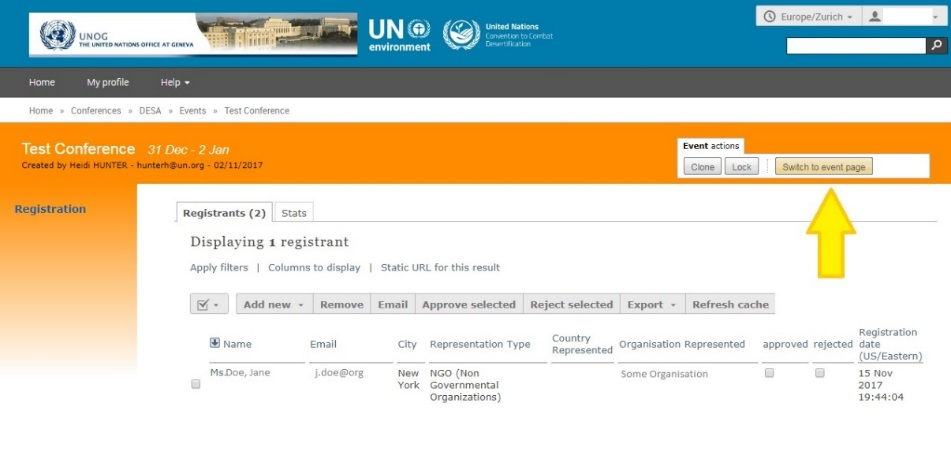 Europe/Zurich
UNOG
THE UNITED NATIONS OFFICE AT GENEVA
UN
environment
United Nations
Convention to Combat
Desertification
Home My profile Help
Home » Conferences » DESA » Events » Test Conference
Test Conference 31 Dec - 2 Jan
Created by Heidi HUNTER - hunterh@un.org - 02/11/2017
Event actions
Clone Lock Switch to event page
Registration
Registrants (2) Stats
Displaying 1 registrant
Apply filters | Columns to display | Static URL for this result
Add new Remove Email Approve selected Reject selected Export Refresh cache
Name Email City Representation Type Country Represented Organisation Represented approved rejected Registration date (US/Eastern)
Ms.Doe, Jane j.doe@org New York NGO (Non Governmental Organizations) Some Organisation 15 Nov 2017 19:44:04